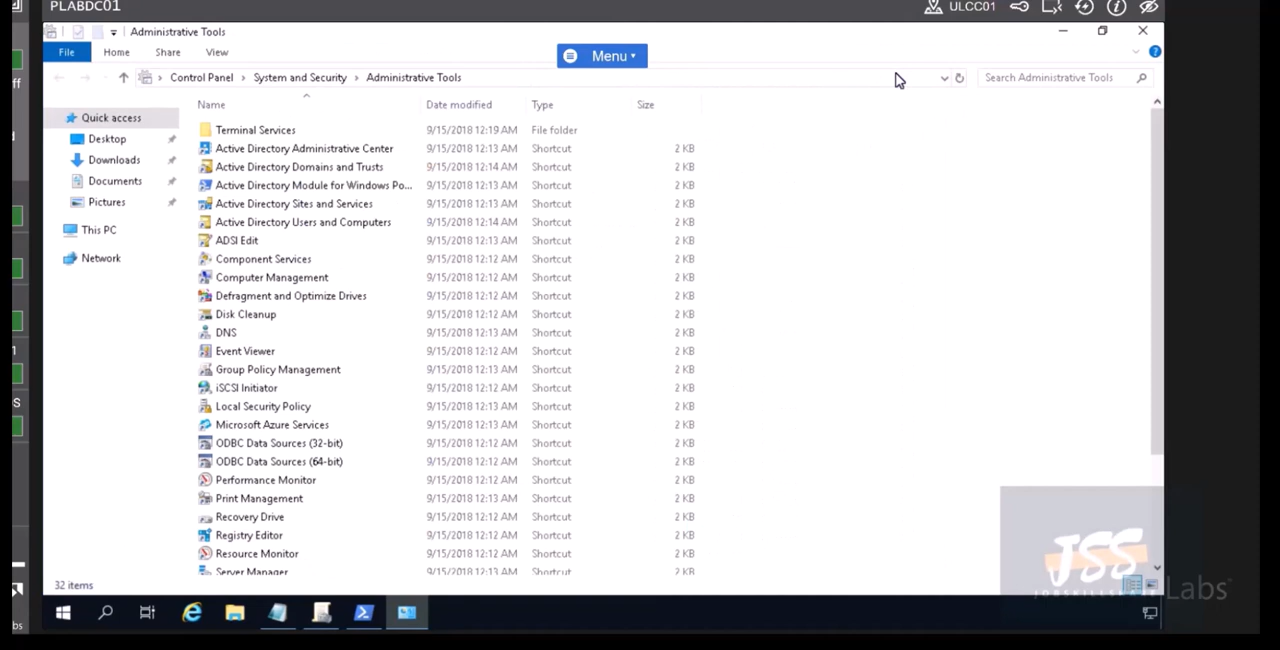 PLABDC01
ULCC01
Administrative Tools
File Home Share View
Menu
Control Panel > System and Security > Administrative Tools
Search Administrative Tools
Name Date modified Type Size
Quick access
Desktop
Downloads
Documents
Pictures
This PC
Network
Terminal Services 9/15/2018 12:19 AM File folder
Active Directory Administrative Center 9/15/2018 12:13 AM Shortcut 2 KB
Active Directory Domains and Trusts 9/15/2018 12:14 AM Shortcut 2 KB
Active Directory Module for Windows Po... 9/15/2018 12:13 AM Shortcut 2 KB
Active Directory Sites and Services 9/15/2018 12:13 AM Shortcut 2 KB
Active Directory Users and Computers 9/15/2018 12:14 AM Shortcut 2 KB
ADSI Edit 9/15/2018 12:13 AM Shortcut 2 KB
Component Services 9/15/2018 12:12 AM Shortcut 2 KB
Computer Management 9/15/2018 12:12 AM Shortcut 2 KB
Defragment and Optimize Drives 9/15/2018 12:12 AM Shortcut 2 KB
Disk Cleanup 9/15/2018 12:12 AM Shortcut 2 KB
DNS 9/15/2018 12:13 AM Shortcut 2 KB
Event Viewer 9/15/2018 12:12 AM Shortcut 2 KB
Group Policy Management 9/15/2018 12:13 AM Shortcut 2 KB
iSCSI Initiator 9/15/2018 12:12 AM Shortcut 2 KB
Local Security Policy 9/15/2018 12:13 AM Shortcut 2 KB
Microsoft Azure Services 9/15/2018 12:13 AM Shortcut 2 KB
ODBC Data Sources (32-bit) 9/15/2018 12:12 AM Shortcut 2 KB
ODBC Data Sources (64-bit) 9/15/2018 12:12 AM Shortcut 2 KB
Performance Monitor 9/15/2018 12:12 AM Shortcut 2 KB
Print Management 9/15/2018 12:13 AM Shortcut 2 KB
Recovery Drive 9/15/2018 12:12 AM Shortcut 2 KB
Registry Editor 9/15/2018 12:12 AM Shortcut 2 KB
Resource Monitor 9/15/2018 12:12 AM Shortcut 2 KB
Server Manager 9/15/2018 12:13 AM Shortcut 2 KB
32 items
JSS
Labs